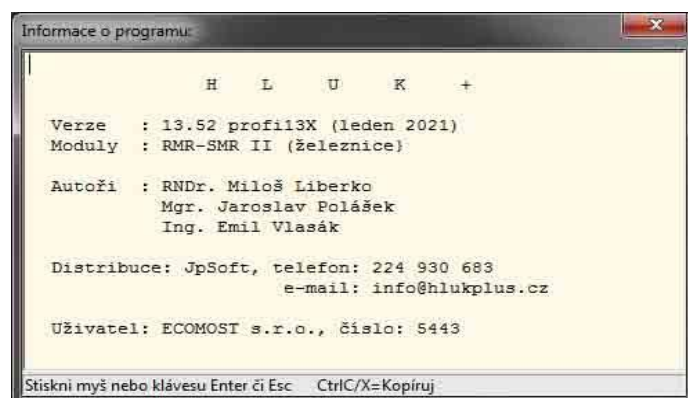 Informace o programu:
H L U K +
Verze : 13.52 profi13X (leden 2021)
Moduly : RMR-SMR II (železnice)
Autoři : RNDr. Miloš Liberko
Mgr. Jaroslav Polášek
Ing. Emil Vlasák
Distribuce: JpSoft, telefon: 224 930 683
e-mail: info@hlukplus.cz
Uživatel: ECOMOST s.r.o., číslo: 5443
Stiskni myš nebo klávesu Enter či Esc CtrlC/X=Kopíruj